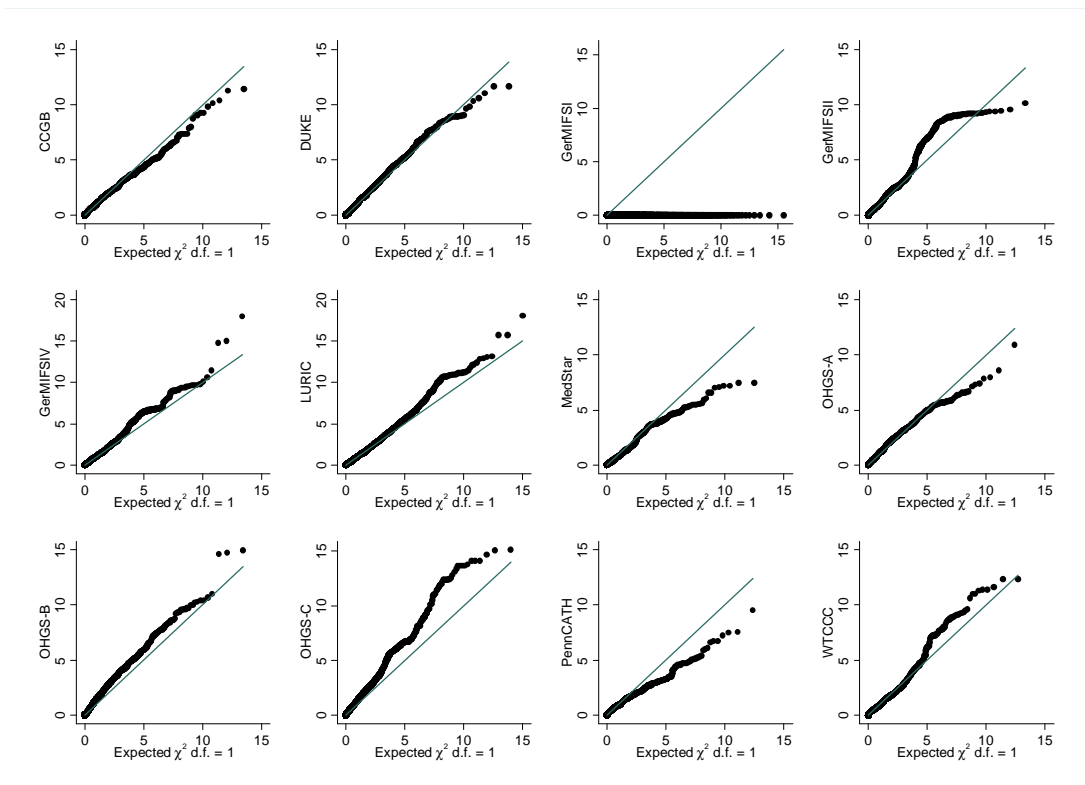 CCGB
15
10
5
0
0 5 10 15
Expected χ² d.f. = 1
DUKE
15
10
5
0
0 5 10 15
Expected χ² d.f. = 1
GerMIFSI
15
10
5
0
0 5 10 15
Expected χ² d.f. = 1
GerMIFSII
15
10
5
0
0 5 10 15
Expected χ² d.f. = 1
GerMIFSIV
20
15
10
5
0
0 5 10 15
Expected χ² d.f. = 1
LURIC
20
15
10
5
0
0 5 10 15
Expected χ² d.f. = 1
MedStar
15
10
5
0
0 5 10 15
Expected χ² d.f. = 1
OHGS-A
15
10
5
0
0 5 10 15
Expected χ² d.f. = 1
OHGS-B
15
10
5
0
0 5 10 15
Expected χ² d.f. = 1
OHGS-C
15
10
5
0
0 5 10 15
Expected χ² d.f. = 1
PennCATH
15
10
5
0
0 5 10 15
Expected χ² d.f. = 1
WTCCC
15
10
5
0
0 5 10 15
Expected χ² d.f. = 1